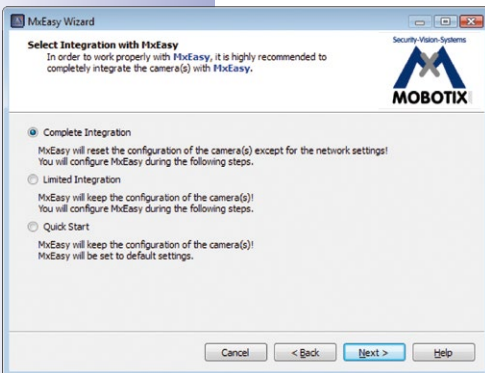 MxEasy Wizard
Select Integration with MxEasy
In order to work properly with MxEasy, it is highly recommended to
completely integrate the camera(s) with MxEasy.
Security-Vision-Systems
MOBOTIX
Complete Integration
MxEasy will reset the configuration of the camera(s) except for the network settings!
You will configure MxEasy during the following steps.
Limited Integration
MxEasy will keep the configuration of the camera(s)!
You will configure MxEasy during the following steps.
Quick Start
MxEasy will keep the configuration of the camera(s)!
MxEasy will be set to default settings.
Cancel
< Back
Next >
Help